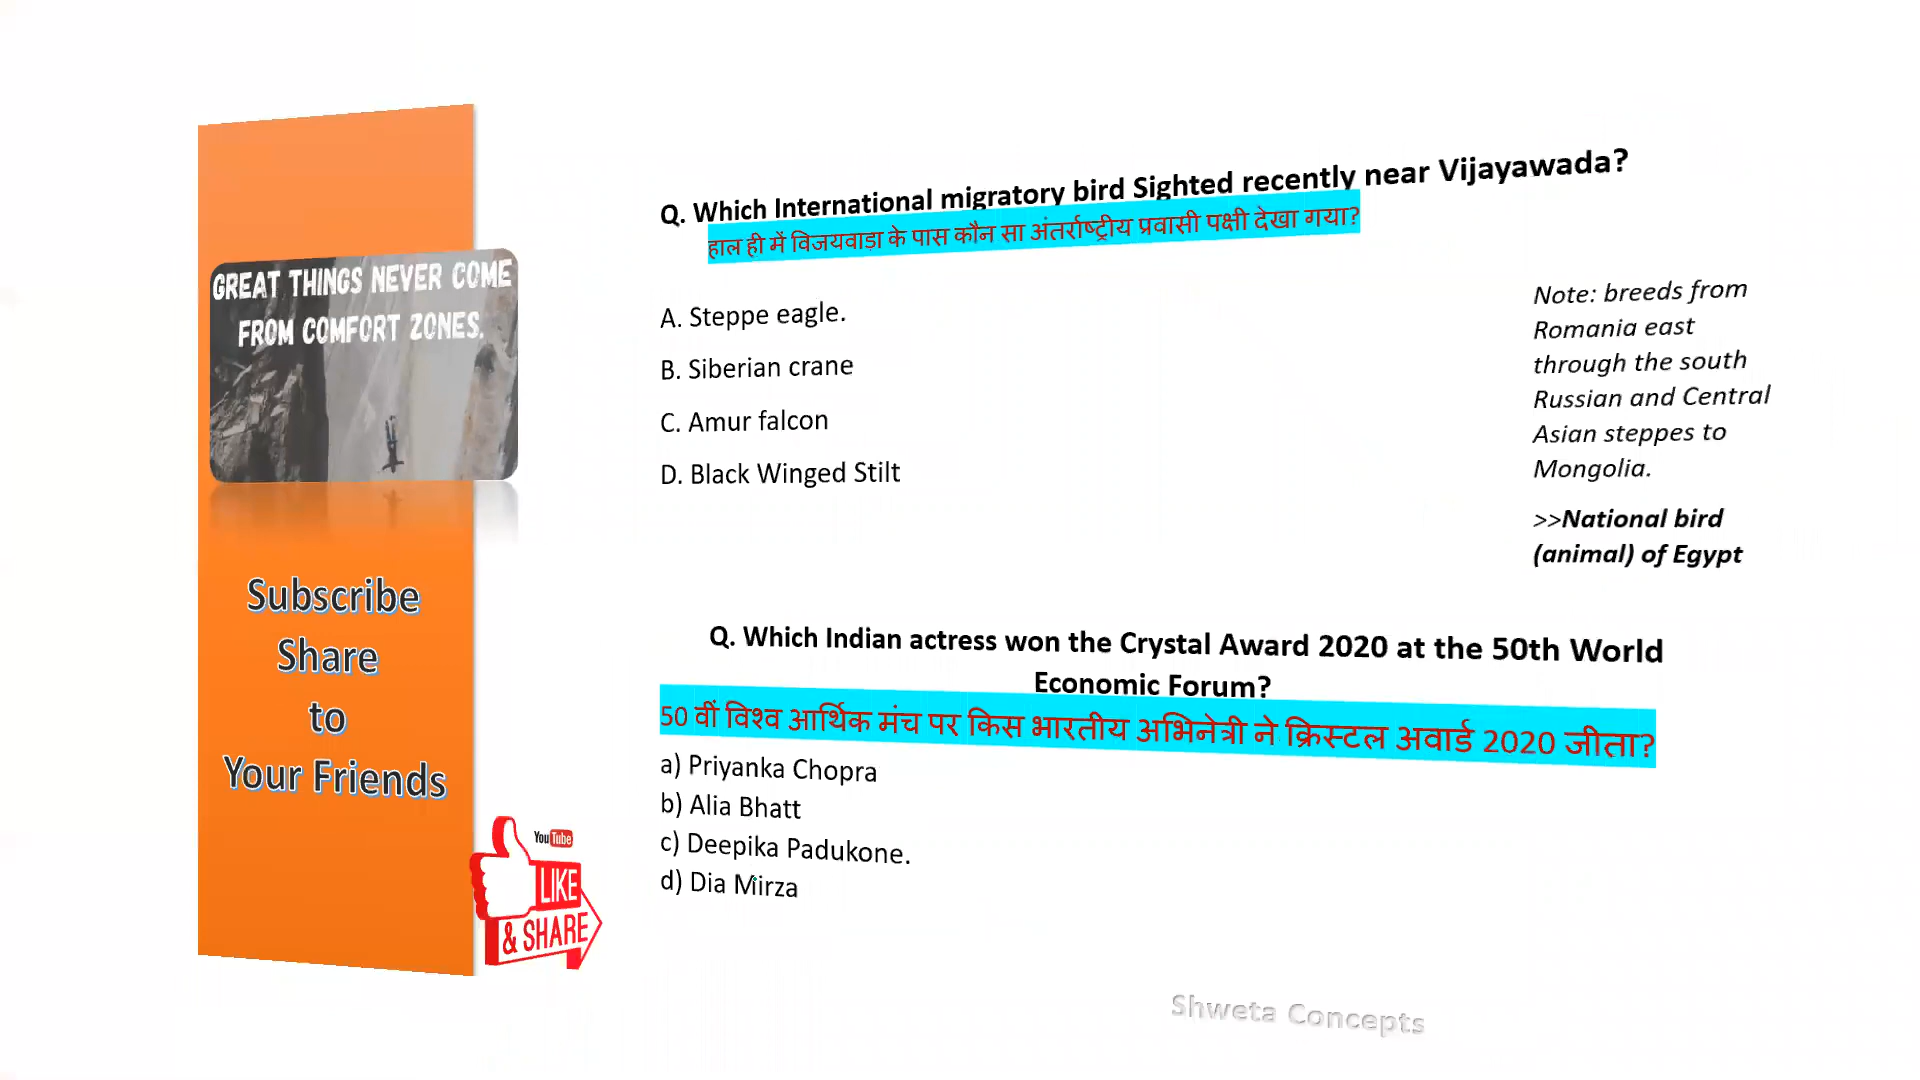 GREAT THINGS NEVER COME
FROM COMFORT ZONES.
Subscribe
Share
to
Your Friends
YouTube
LIKE
& SHARE
Q. Which International migratory bird Sighted recently near Vijayawada?
हाल ही में विजयवाड़ा के पास कौन सा अंतर्राष्ट्रीय प्रवासी पक्षी देखा गया?
A. Steppe eagle.
B. Siberian crane
C. Amur falcon
D. Black Winged Stilt
Note: breeds from
Romania east
through the south
Russian and Central
Asian steppes to
Mongolia.
>>National bird
(animal) of Egypt
Q. Which Indian actress won the Crystal Award 2020 at the 50th World
Economic Forum?
50 वीं विश्व आर्थिक मंच पर किस भारतीय अभिनेत्री ने क्रिस्टल अवार्ड 2020 जीता?
a) Priyanka Chopra
b) Alia Bhatt
c) Deepika Padukone.
d) Dia Mirza
Shweta Concepts